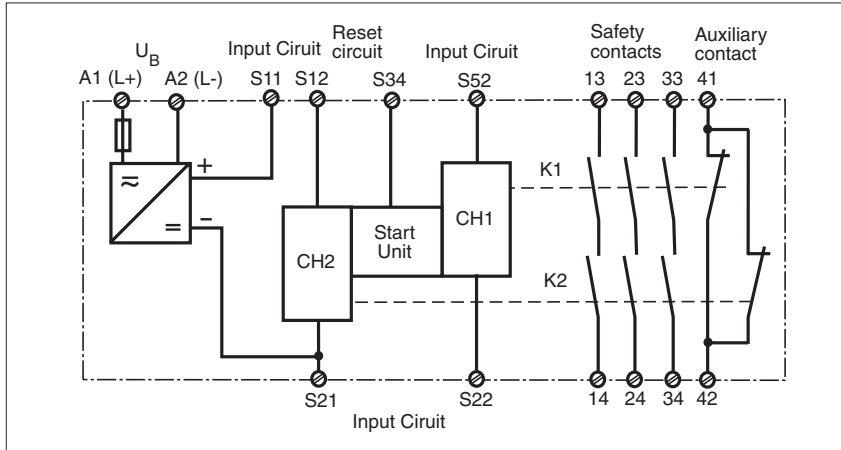 U_B
Input Ciruit
Reset
circuit
Input Ciruit
Safety
contacts
Auxiliary
contact
A1 (L+) A2 (L-) S11 S12 S34 S52 13 23 33 41
+
K1
≂
–
=
CH2
Start
Unit
CH1
K2
S21 S22 14 24 34 42
Input Ciruit